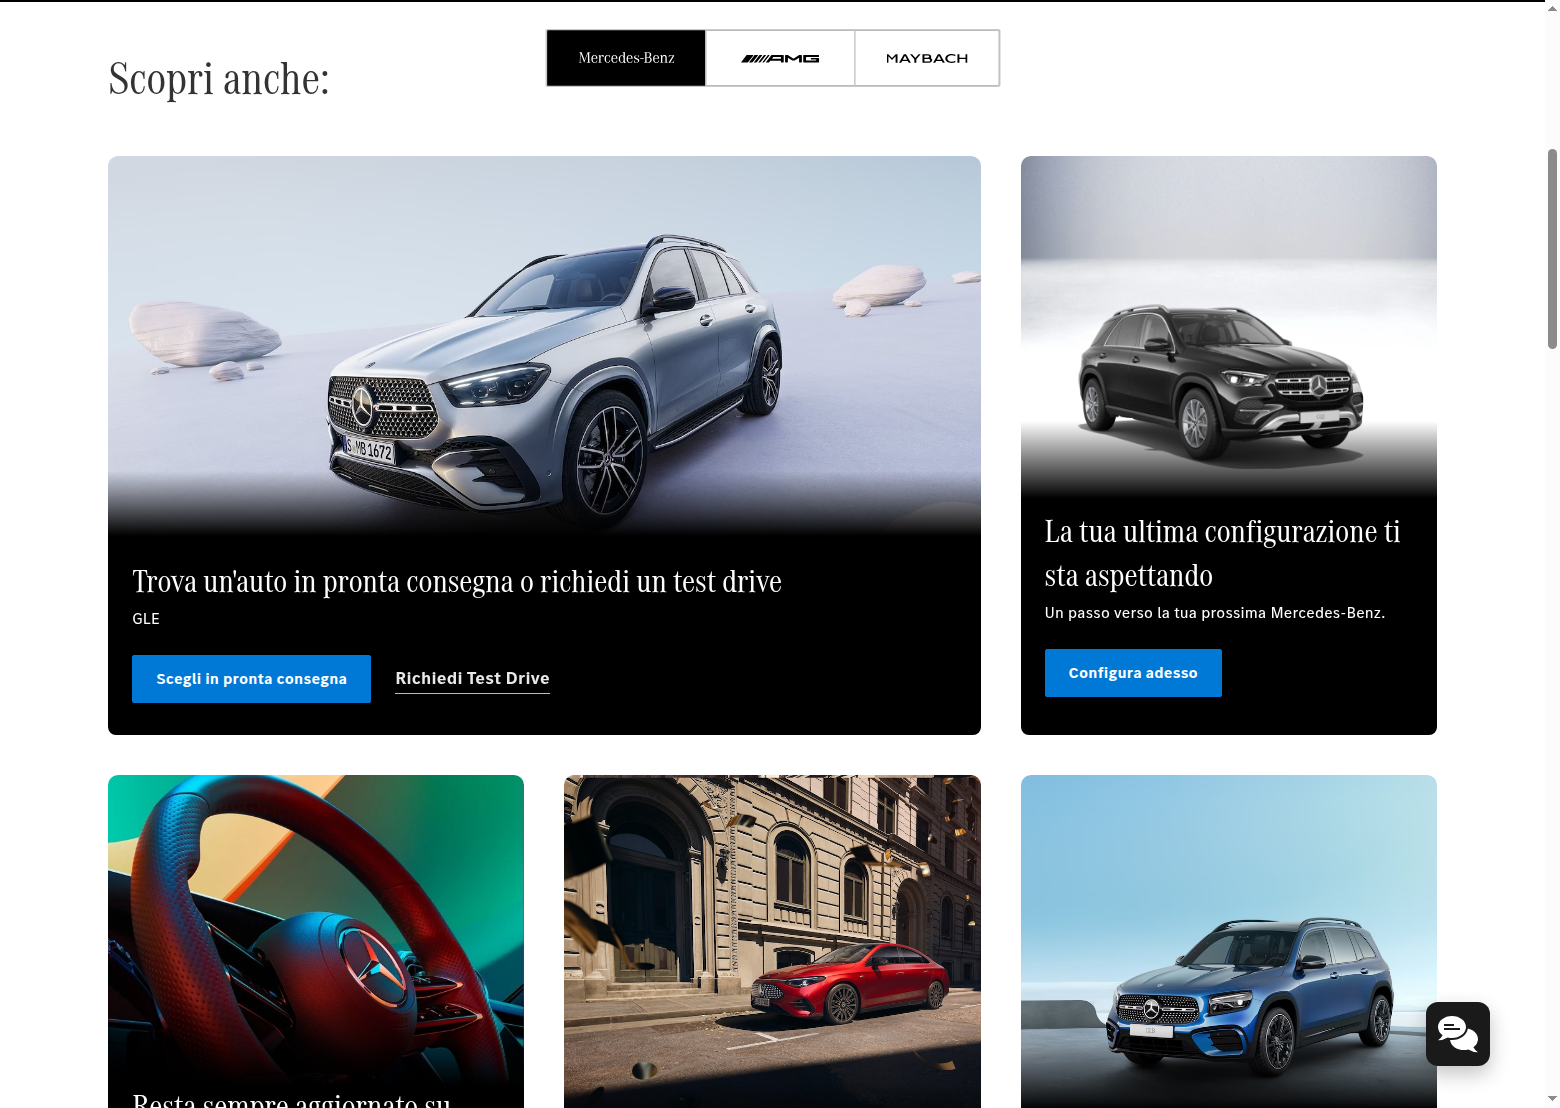 Mercedes-Benz
AMG
MAYBACH
Scopri anche:
S MB 1672
Trova un'auto in pronta consegna o richiedi un test drive
GLE
Scegli in pronta consegna
Richiedi Test Drive
La tua ultima configurazione ti
sta aspettando
Un passo verso la tua prossima Mercedes-Benz.
Configura adesso
Resta sempre aggiornato su